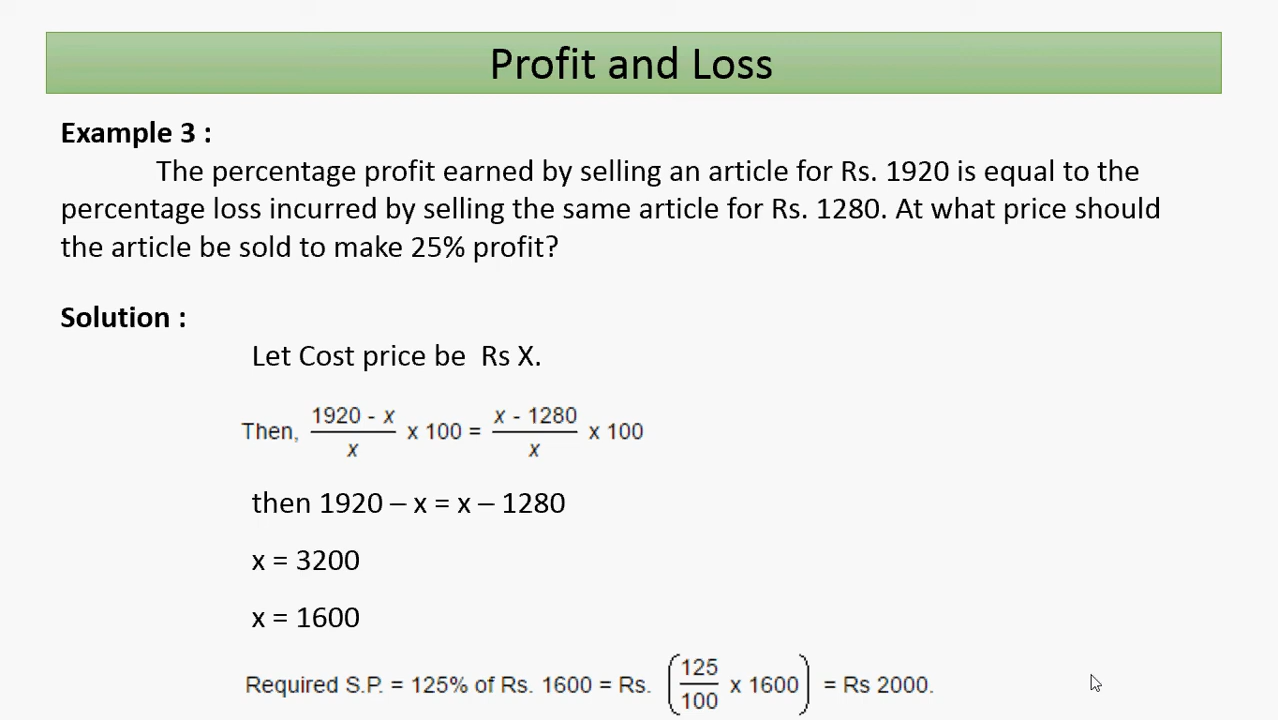 Profit and Loss
Example 3 :
The percentage profit earned by selling an article for Rs. 1920 is equal to the
percentage loss incurred by selling the same article for Rs. 1280. At what price should
the article be sold to make 25% profit?
Solution :
Let Cost price be Rs X.
Then, (1920 - x)/x x 100 = (x - 1280)/x x 100
then 1920 – x = x – 1280
x = 3200
x = 1600
Required S.P. = 125% of Rs. 1600 = Rs. (125/100 x 1600) = Rs 2000.